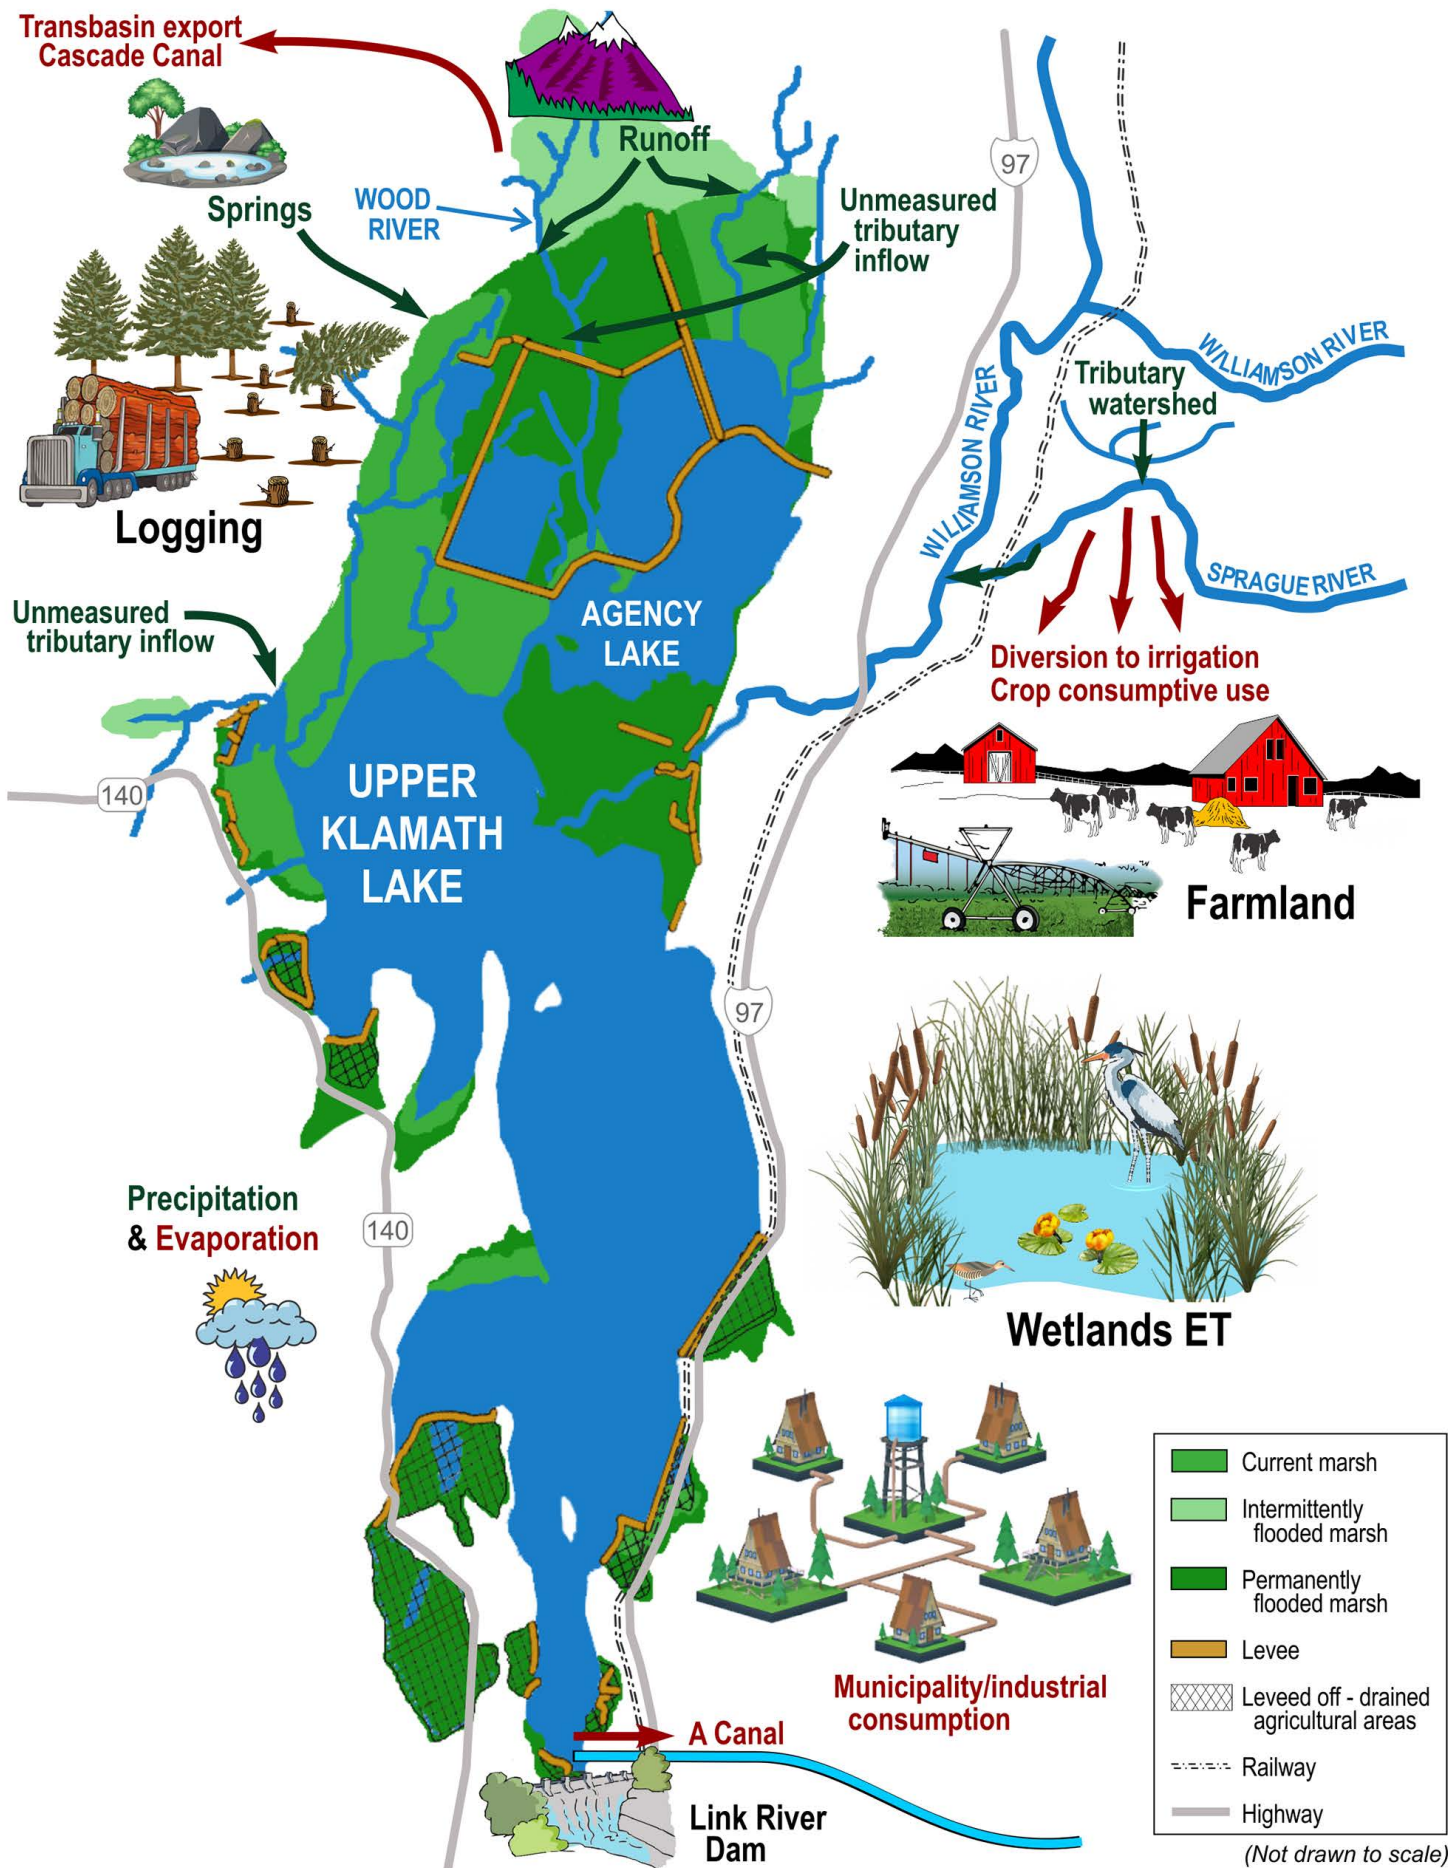 Transbasin export
Cascade Canal
Runoff
WOOD
RIVER
Springs
Unmeasured
tributary
inflow
97
WILLIAMSON RIVER
WILLIAMSON RIVER
Tributary
watershed
SPRAGUE RIVER
Logging
Unmeasured
tributary inflow
AGENCY
LAKE
Diversion to irrigation
Crop consumptive use
140
UPPER
KLAMATH
LAKE
Farmland
97
Precipitation
& Evaporation
140
Wetlands ET
Municipality/industrial
consumption
A Canal
Link River
Dam
Current marsh
Intermittently
flooded marsh
Permanently
flooded marsh
Levee
Leveed off - drained
agricultural areas
Railway
Highway
(Not drawn to scale)